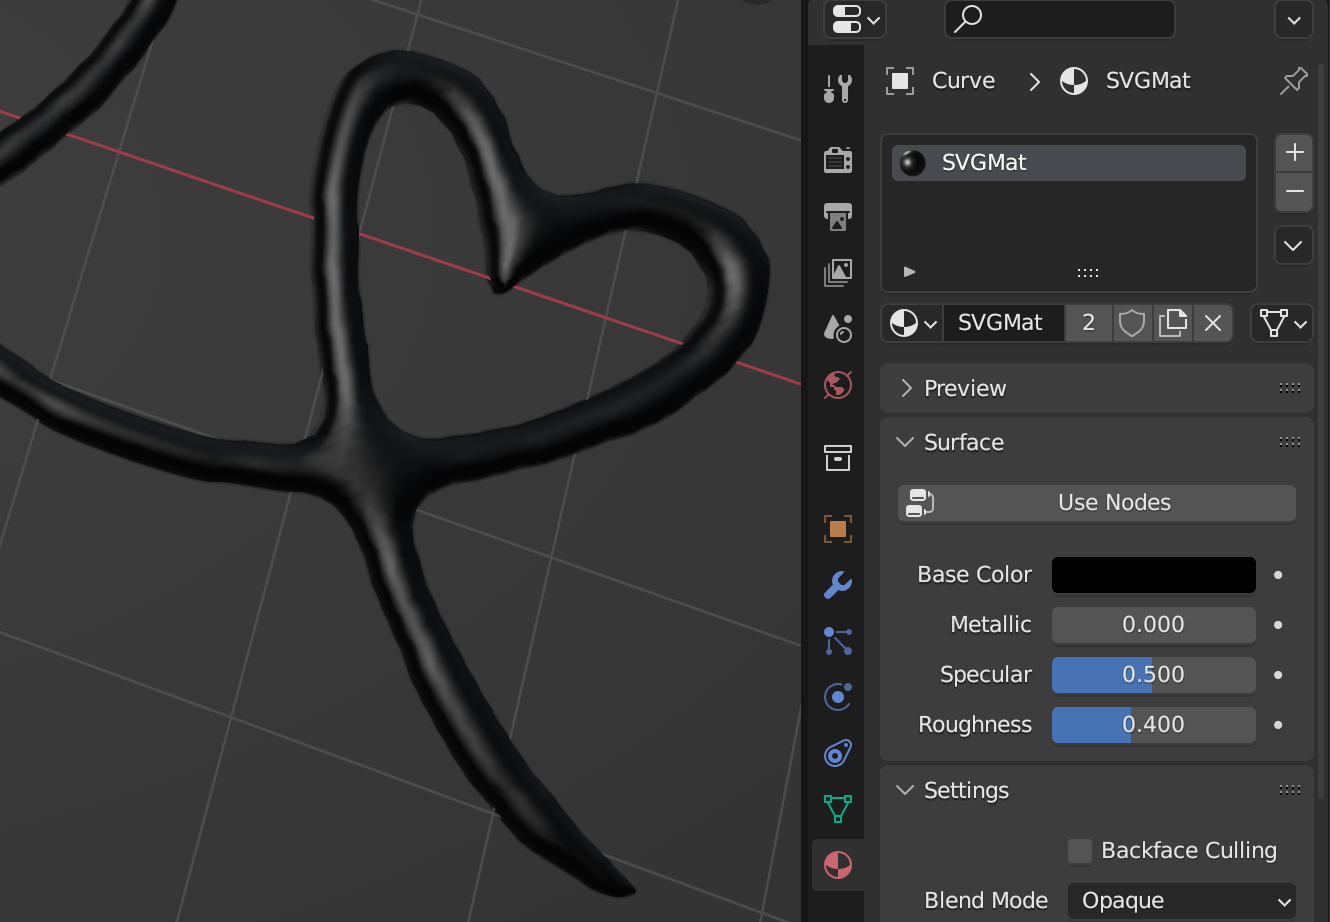 Curve > SVGMat
SVGMat
SVGMat 2
Preview
Surface
Use Nodes
Base Color
Metallic 0.000
Specular 0.500
Roughness 0.400
Settings
Backface Culling
Blend Mode Opaque